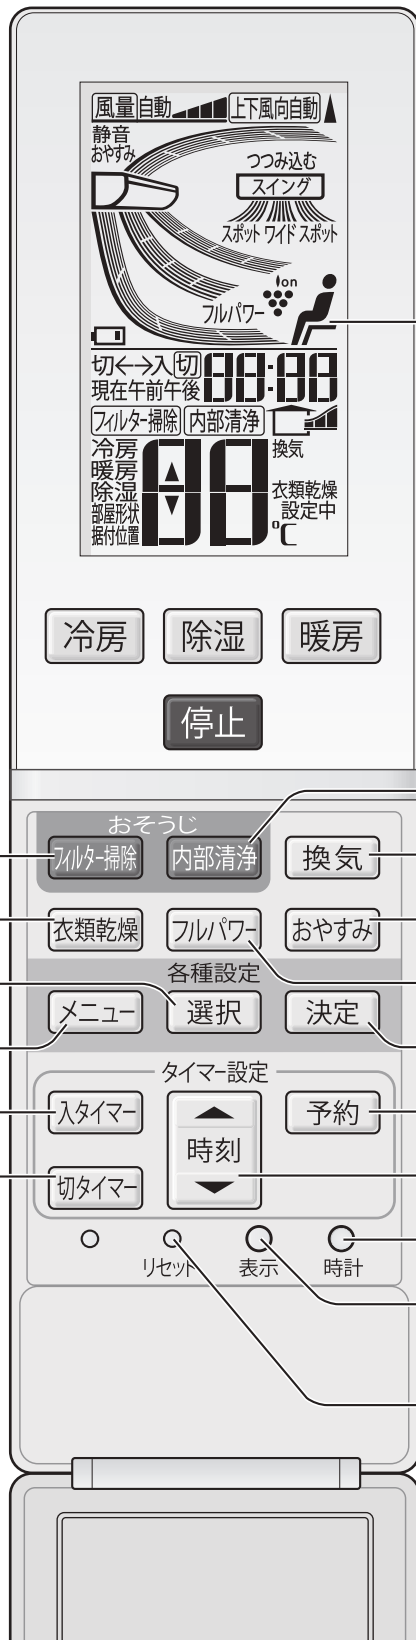 風量 自動 上下風向自動
静音
おやすみ
つつみ込む
スイング
スポット ワイド スポット
ion
フルパワー
切←→入 切 88:88
現在午前午後
フィルター掃除 内部清浄
冷房
暖房
除湿
部屋形状
据付位置
88
換気
衣類乾燥
設定中
℃
冷房 除湿 暖房
停止
おそうじ
フィルター掃除 内部清浄 換気
衣類乾燥 フルパワー おやすみ
各種設定
メニュー 選択 決定
タイマー設定
入タイマー 時刻 予約
切タイマー
リセット 表示 時計